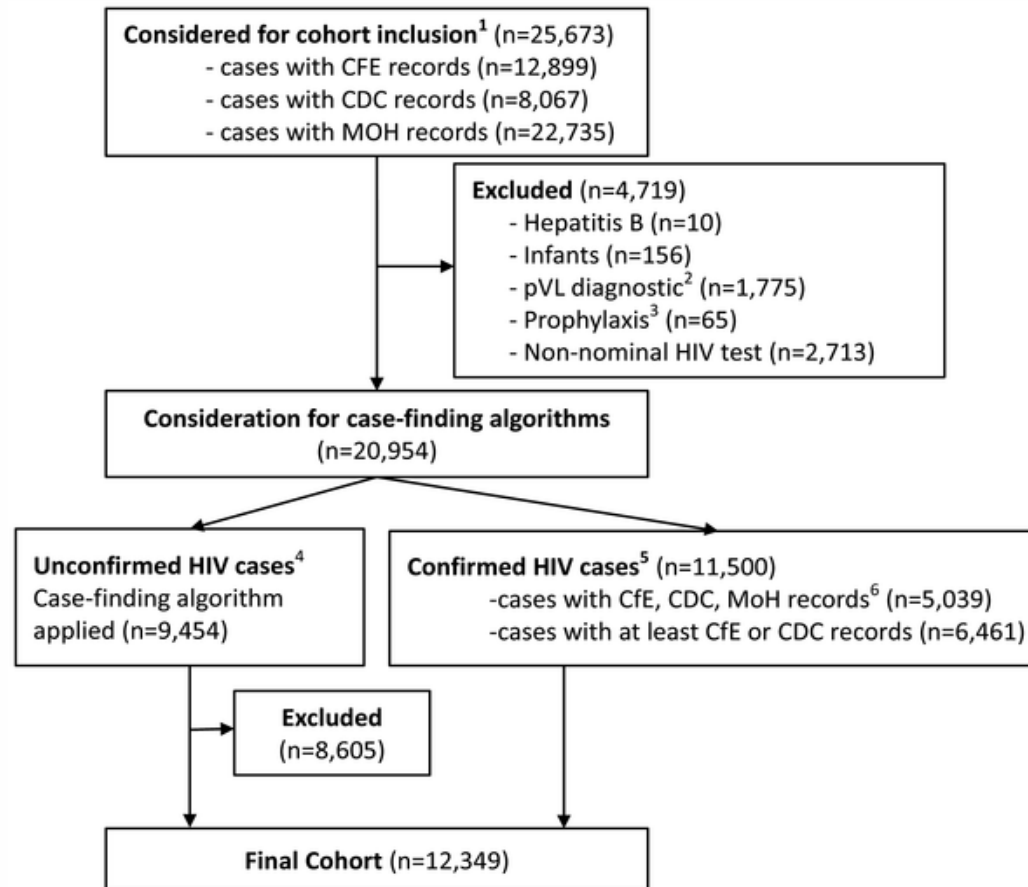 Considered for cohort inclusion¹ (n=25,673)
- cases with CFE records (n=12,899)
- cases with CDC records (n=8,067)
- cases with MOH records (n=22,735)
Excluded (n=4,719)
- Hepatitis B (n=10)
- Infants (n=156)
- pVL diagnostic² (n=1,775)
- Prophylaxis³ (n=65)
- Non-nominal HIV test (n=2,713)
Consideration for case-finding algorithms
(n=20,954)
Unconfirmed HIV cases⁴
Case-finding algorithm
applied (n=9,454)
Confirmed HIV cases⁵ (n=11,500)
-cases with CfE, CDC, MoH records⁶ (n=5,039)
-cases with at least CfE or CDC records (n=6,461)
Excluded
(n=8,605)
Final Cohort (n=12,349)